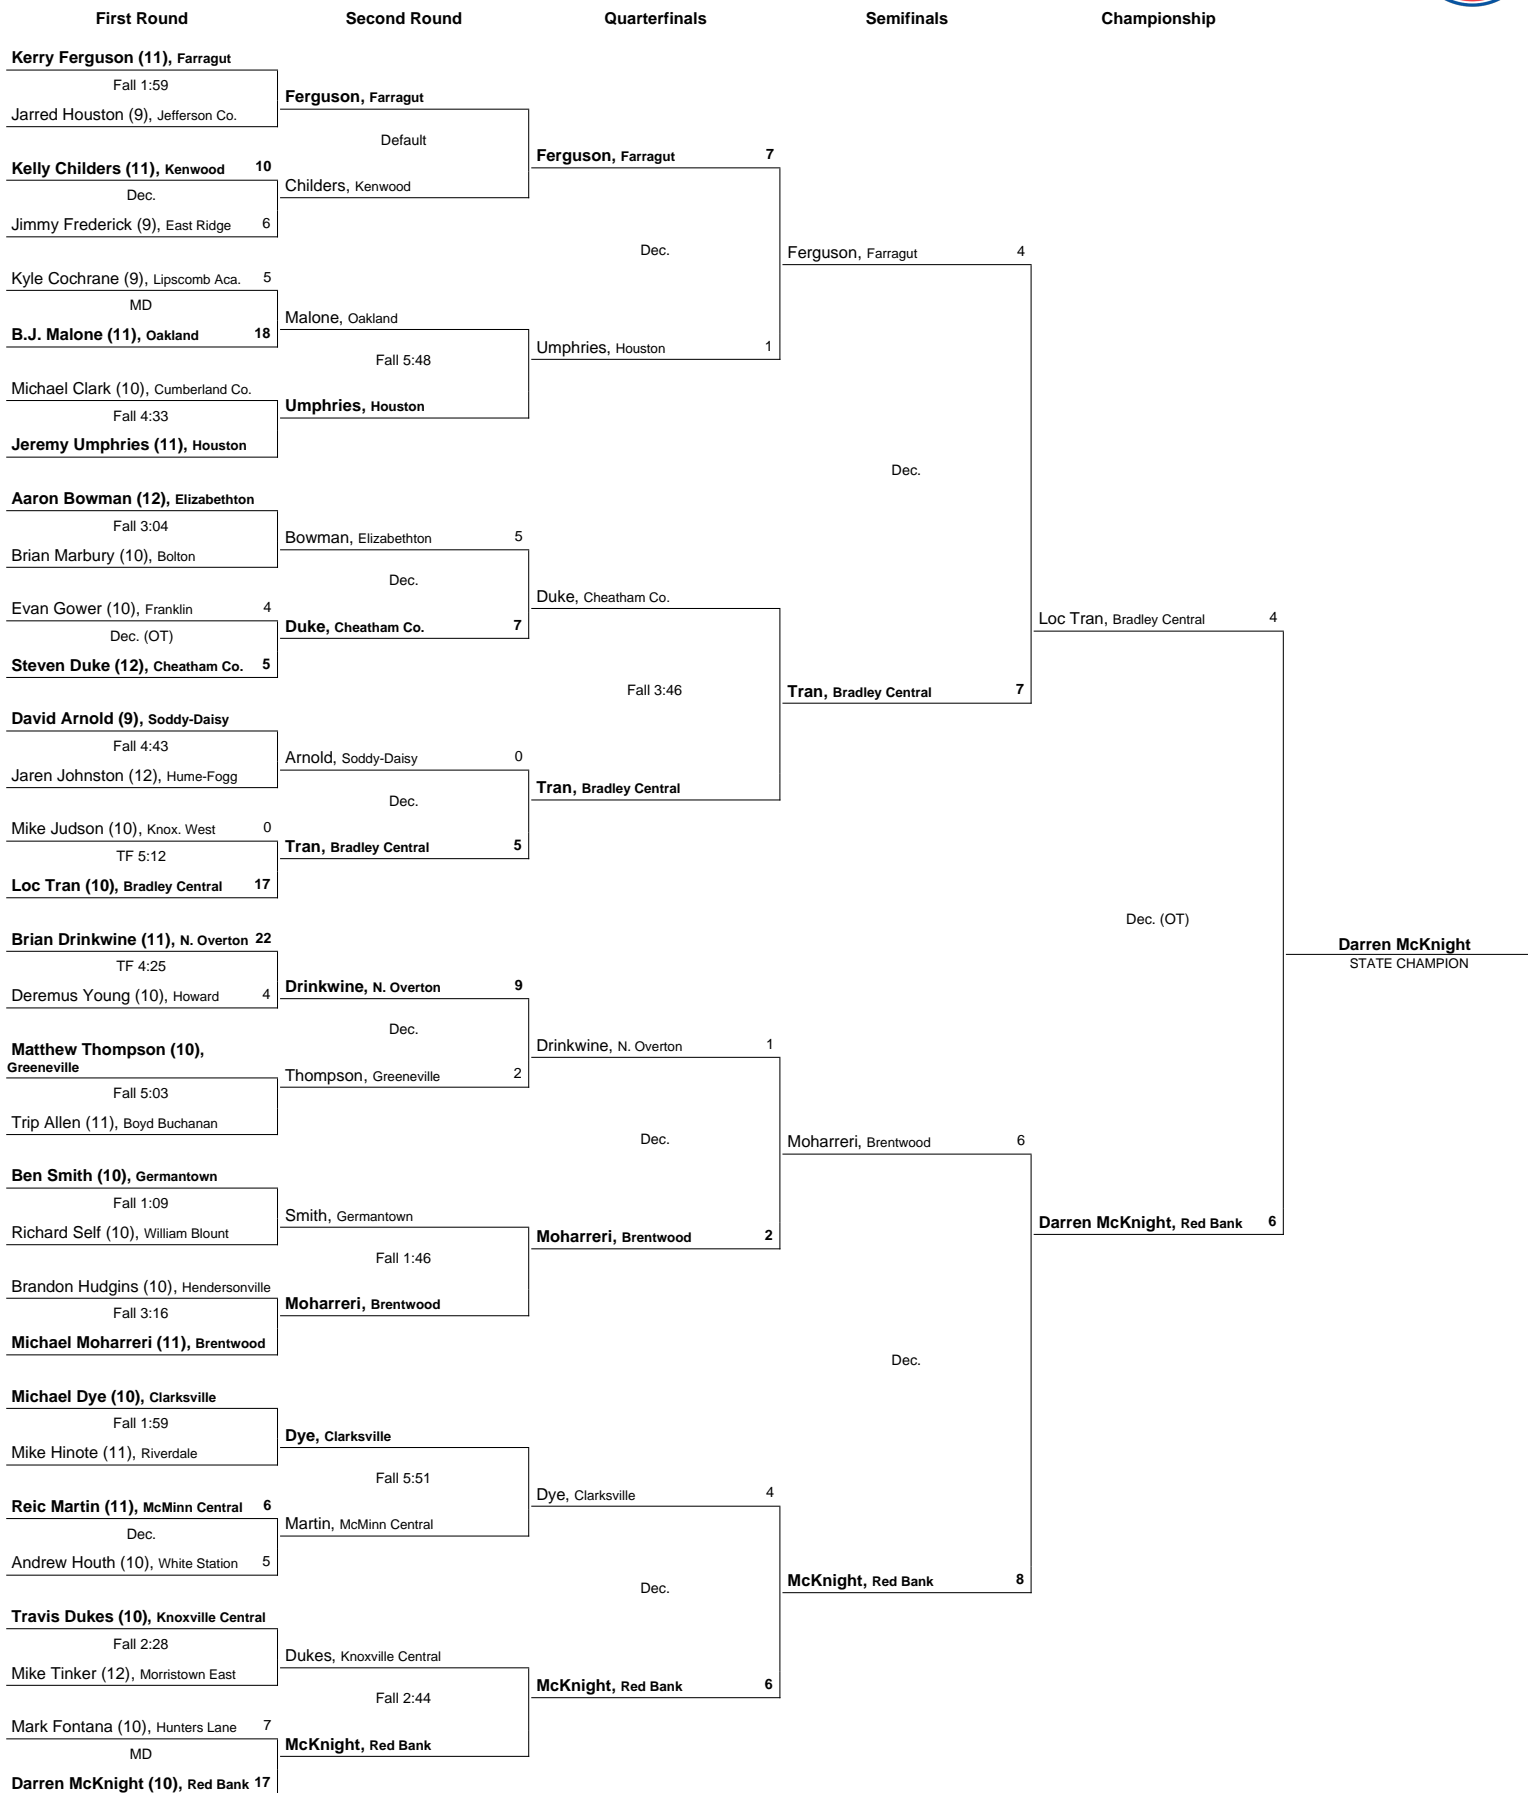 First Round
Second Round
Quarterfinals
Semifinals
Championship
Kerry Ferguson (11), Farragut
Fall 1:59
Jarred Houston (9), Jefferson Co.
Kelly Childers (11), Kenwood 10
Dec.
Jimmy Frederick (9), East Ridge 6
Kyle Cochrane (9), Lipscomb Aca. 5
MD
B.J. Malone (11), Oakland 18
Michael Clark (10), Cumberland Co.
Fall 4:33
Jeremy Umphries (11), Houston
Aaron Bowman (12), Elizabethton
Fall 3:04
Brian Marbury (10), Bolton
Evan Gower (10), Franklin 4
Dec. (OT)
Steven Duke (12), Cheatham Co. 5
David Arnold (9), Soddy-Daisy
Fall 4:43
Jaren Johnston (12), Hume-Fogg
Mike Judson (10), Knox. West 0
TF 5:12
Loc Tran (10), Bradley Central 17
Brian Drinkwine (11), N. Overton 22
TF 4:25
Deremus Young (10), Howard 4
Matthew Thompson (10),
Greeneville
Fall 5:03
Trip Allen (11), Boyd Buchanan
Ben Smith (10), Germantown
Fall 1:09
Richard Self (10), William Blount
Brandon Hudgins (10), Hendersonville
Fall 3:16
Michael Moharreri (11), Brentwood
Michael Dye (10), Clarksville
Fall 1:59
Mike Hinote (11), Riverdale
Reic Martin (11), McMinn Central 6
Dec.
Andrew Houth (10), White Station 5
Travis Dukes (10), Knoxville Central
Fall 2:28
Mike Tinker (12), Morristown East
Mark Fontana (10), Hunters Lane 7
MD
Darren McKnight (10), Red Bank 17
Ferguson, Farragut
Default
Childers, Kenwood
Malone, Oakland
Fall 5:48
Umphries, Houston
Bowman, Elizabethton 5
Dec.
Duke, Cheatham Co. 7
Arnold, Soddy-Daisy 0
Dec.
Tran, Bradley Central 5
Drinkwine, N. Overton 9
Dec.
Thompson, Greeneville 2
Smith, Germantown
Fall 1:46
Moharreri, Brentwood
Dye, Clarksville
Fall 5:51
Martin, McMinn Central
Dukes, Knoxville Central
Fall 2:44
McKnight, Red Bank
Ferguson, Farragut 7
Dec.
Umphries, Houston 1
Duke, Cheatham Co.
Fall 3:46
Tran, Bradley Central
Drinkwine, N. Overton 1
Dec.
Moharreri, Brentwood 2
Dye, Clarksville 4
Dec.
McKnight, Red Bank 6
Ferguson, Farragut 4
Dec.
Tran, Bradley Central 7
Moharreri, Brentwood 6
Dec.
McKnight, Red Bank 8
Loc Tran, Bradley Central 4
Dec. (OT)
Darren McKnight, Red Bank 6
Darren McKnight
STATE CHAMPION